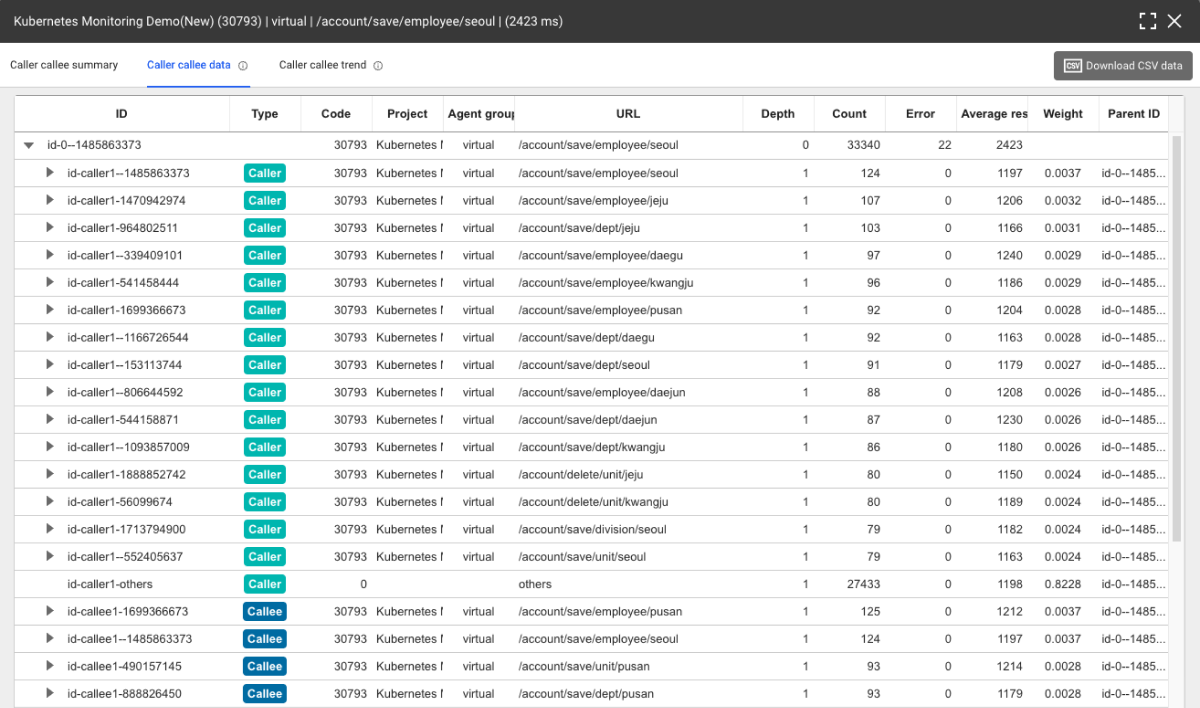 Kubernetes Monitoring Demo(New) (30793) | virtual | /account/save/employee/seoul | (2423 ms)
Caller callee summary Caller callee data Caller callee trend CSV Download CSV data
ID Type Code Project Agent group URL Depth Count Error Average res Weight Parent ID
id-0--1485863373 30793 Kubernetes virtual /account/save/employee/seoul 0 33340 22 2423
id-caller1--1485863373 Caller 30793 Kubernetes virtual /account/save/employee/seoul 1 124 0 1197 0.0037 id-0--1485...
id-caller1-1470942974 Caller 30793 Kubernetes virtual /account/save/employee/jeju 1 107 0 1206 0.0032 id-0--1485...
id-caller1-964802511 Caller 30793 Kubernetes virtual /account/save/dept/jeju 1 103 0 1166 0.0031 id-0--1485...
id-caller1--339409101 Caller 30793 Kubernetes virtual /account/save/employee/daegu 1 97 0 1240 0.0029 id-0--1485...
id-caller1-541458444 Caller 30793 Kubernetes virtual /account/save/employee/kwangju 1 96 0 1186 0.0029 id-0--1485...
id-caller1-1699366673 Caller 30793 Kubernetes virtual /account/save/employee/pusan 1 92 0 1204 0.0028 id-0--1485...
id-caller1--1166726544 Caller 30793 Kubernetes virtual /account/save/dept/daegu 1 92 0 1163 0.0028 id-0--1485...
id-caller1--153113744 Caller 30793 Kubernetes virtual /account/save/dept/seoul 1 91 0 1179 0.0027 id-0--1485...
id-caller1--806644592 Caller 30793 Kubernetes virtual /account/save/employee/daejun 1 88 0 1208 0.0026 id-0--1485...
id-caller1-544158871 Caller 30793 Kubernetes virtual /account/save/dept/daejun 1 87 0 1230 0.0026 id-0--1485...
id-caller1--1093857009 Caller 30793 Kubernetes virtual /account/save/dept/kwangju 1 86 0 1180 0.0026 id-0--1485...
id-caller1-1888852742 Caller 30793 Kubernetes virtual /account/delete/unit/jeju 1 80 0 1150 0.0024 id-0--1485...
id-caller1-56099674 Caller 30793 Kubernetes virtual /account/delete/unit/kwangju 1 80 0 1189 0.0024 id-0--1485...
id-caller1-1713794900 Caller 30793 Kubernetes virtual /account/save/division/seoul 1 79 0 1182 0.0024 id-0--1485...
id-caller1--552405637 Caller 30793 Kubernetes virtual /account/save/unit/seoul 1 79 0 1163 0.0024 id-0--1485...
id-caller1-others Caller 0 others 1 27433 0 1198 0.8228 id-0--1485...
id-callee1-1699366673 Callee 30793 Kubernetes virtual /account/save/employee/pusan 1 125 0 1212 0.0037 id-0--1485...
id-callee1--1485863373 Callee 30793 Kubernetes virtual /account/save/employee/seoul 1 124 0 1197 0.0037 id-0--1485...
id-callee1-490157145 Callee 30793 Kubernetes virtual /account/save/unit/pusan 1 93 0 1214 0.0028 id-0--1485...
id-callee1-888826450 Callee 30793 Kubernetes virtual /account/save/dept/pusan 1 93 0 1179 0.0028 id-0--1485...